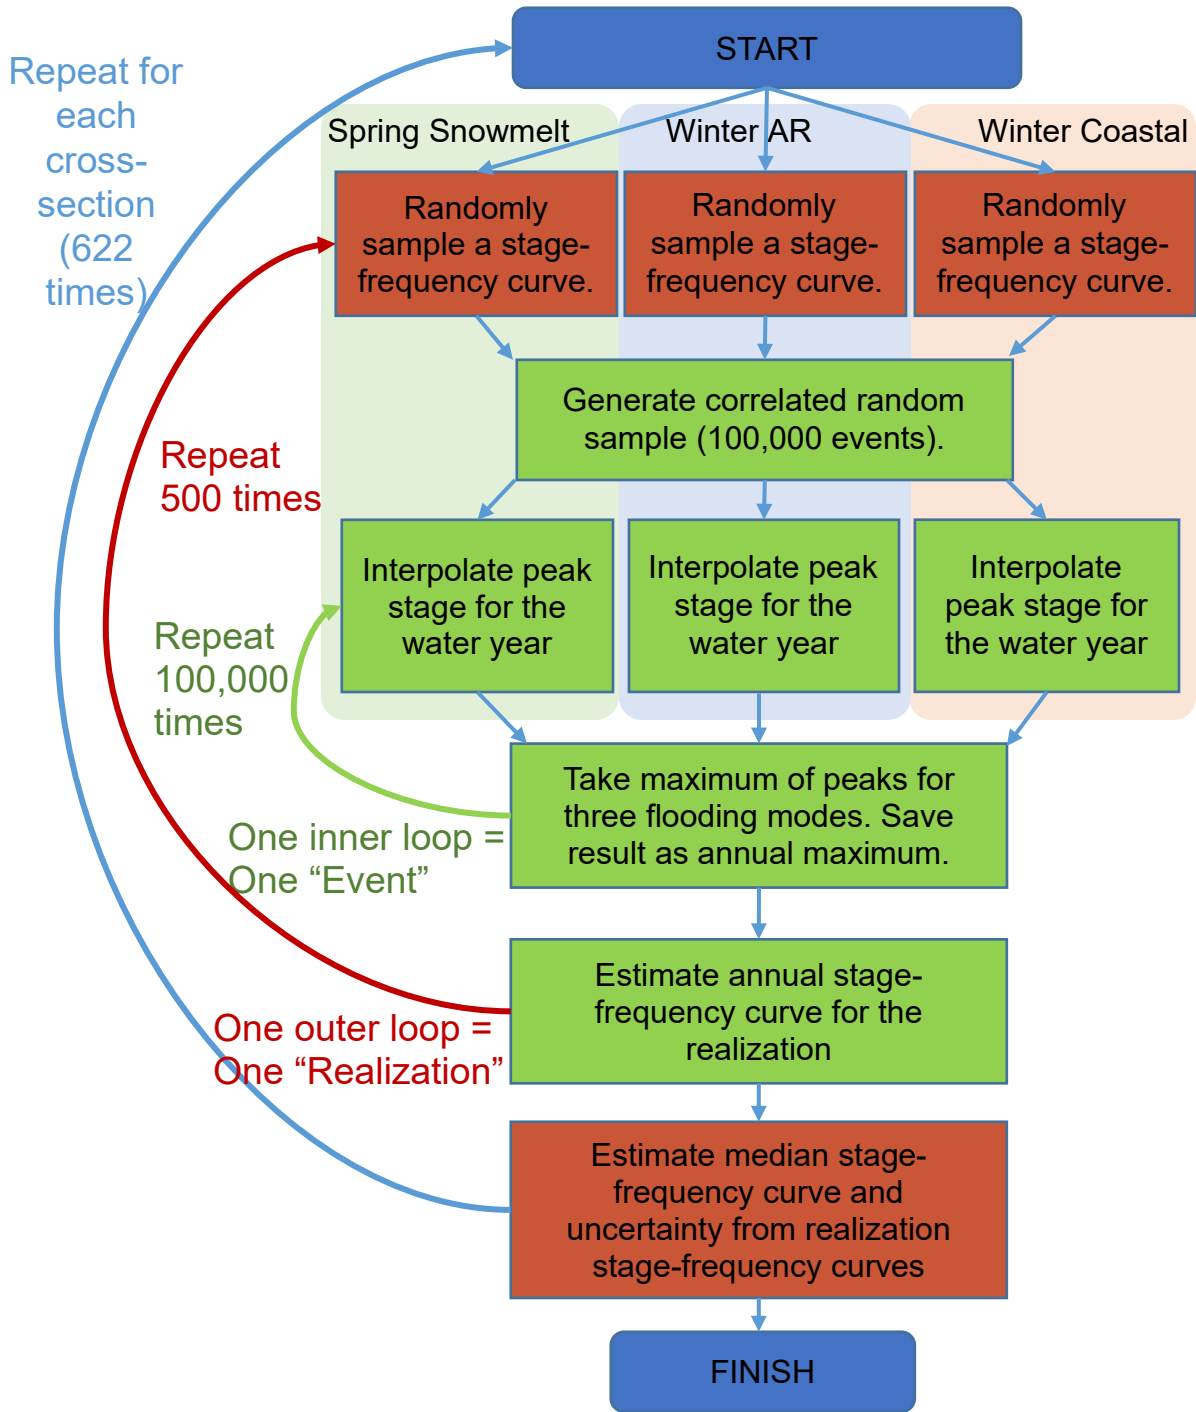 START
Repeat for
each
cross-
section
(622
times)
Spring Snowmelt
Winter AR
Winter Coastal
Randomly
sample a stage-
frequency curve.
Randomly
sample a stage-
frequency curve.
Randomly
sample a stage-
frequency curve.
Generate correlated random
sample (100,000 events).
Repeat
500 times
Interpolate peak
stage for the
water year
Interpolate peak
stage for the
water year
Interpolate
peak stage for
the water year
Repeat
100,000
times
Take maximum of peaks for
three flooding modes. Save
result as annual maximum.
One inner loop =
One “Event”
Estimate annual stage-
frequency curve for the
realization
One outer loop =
One “Realization”
Estimate median stage-
frequency curve and
uncertainty from realization
stage-frequency curves
FINISH